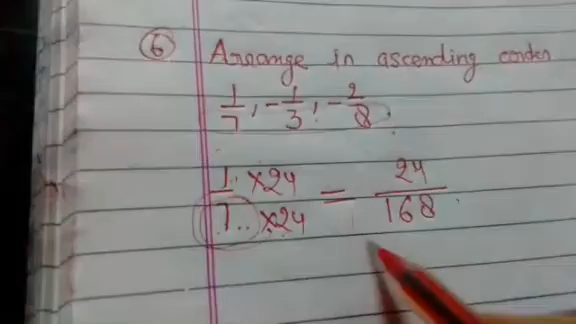 6 Arrange in ascending order
1/7, -1/3, -2/8
1/7 ×24/×24 = 24/168